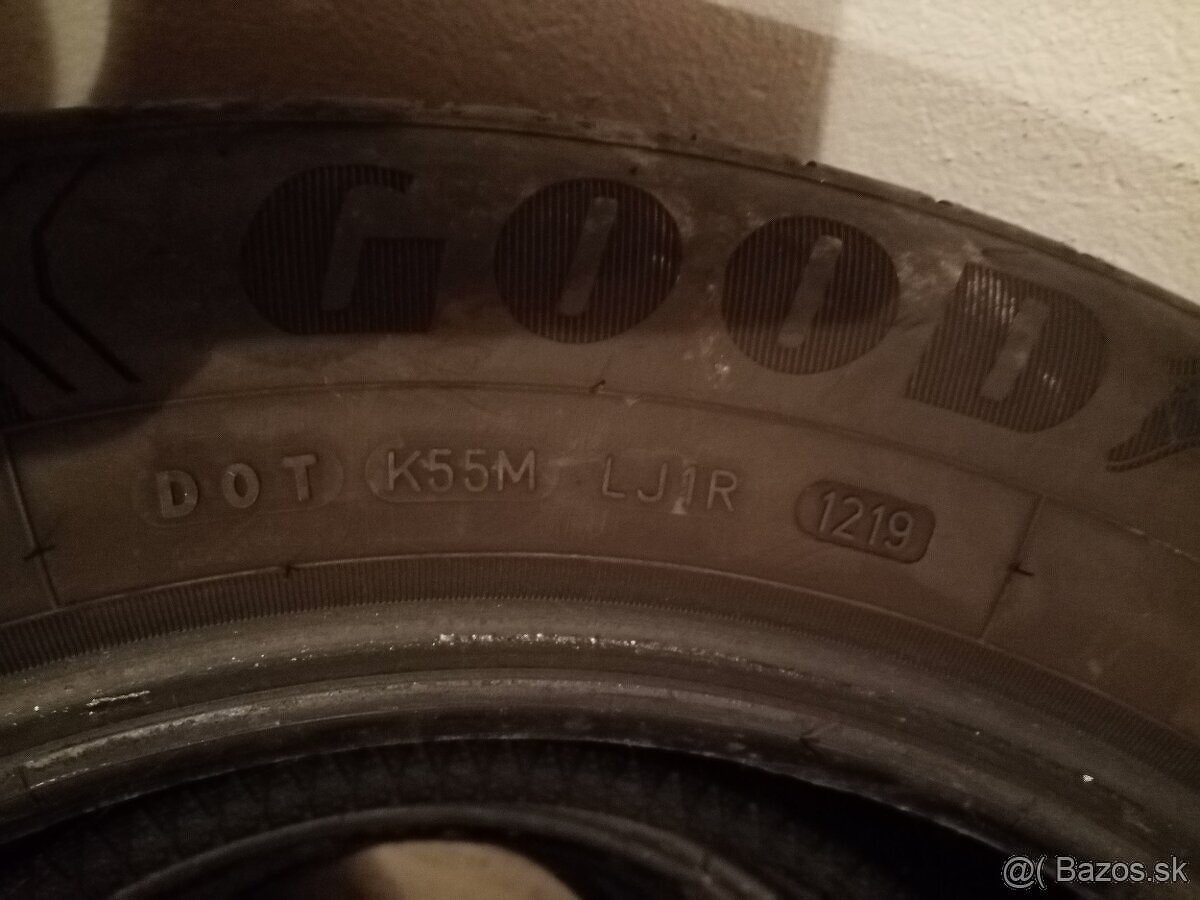 GOOD
DOT K55M LJ1R 1219
@( Bazos.sk